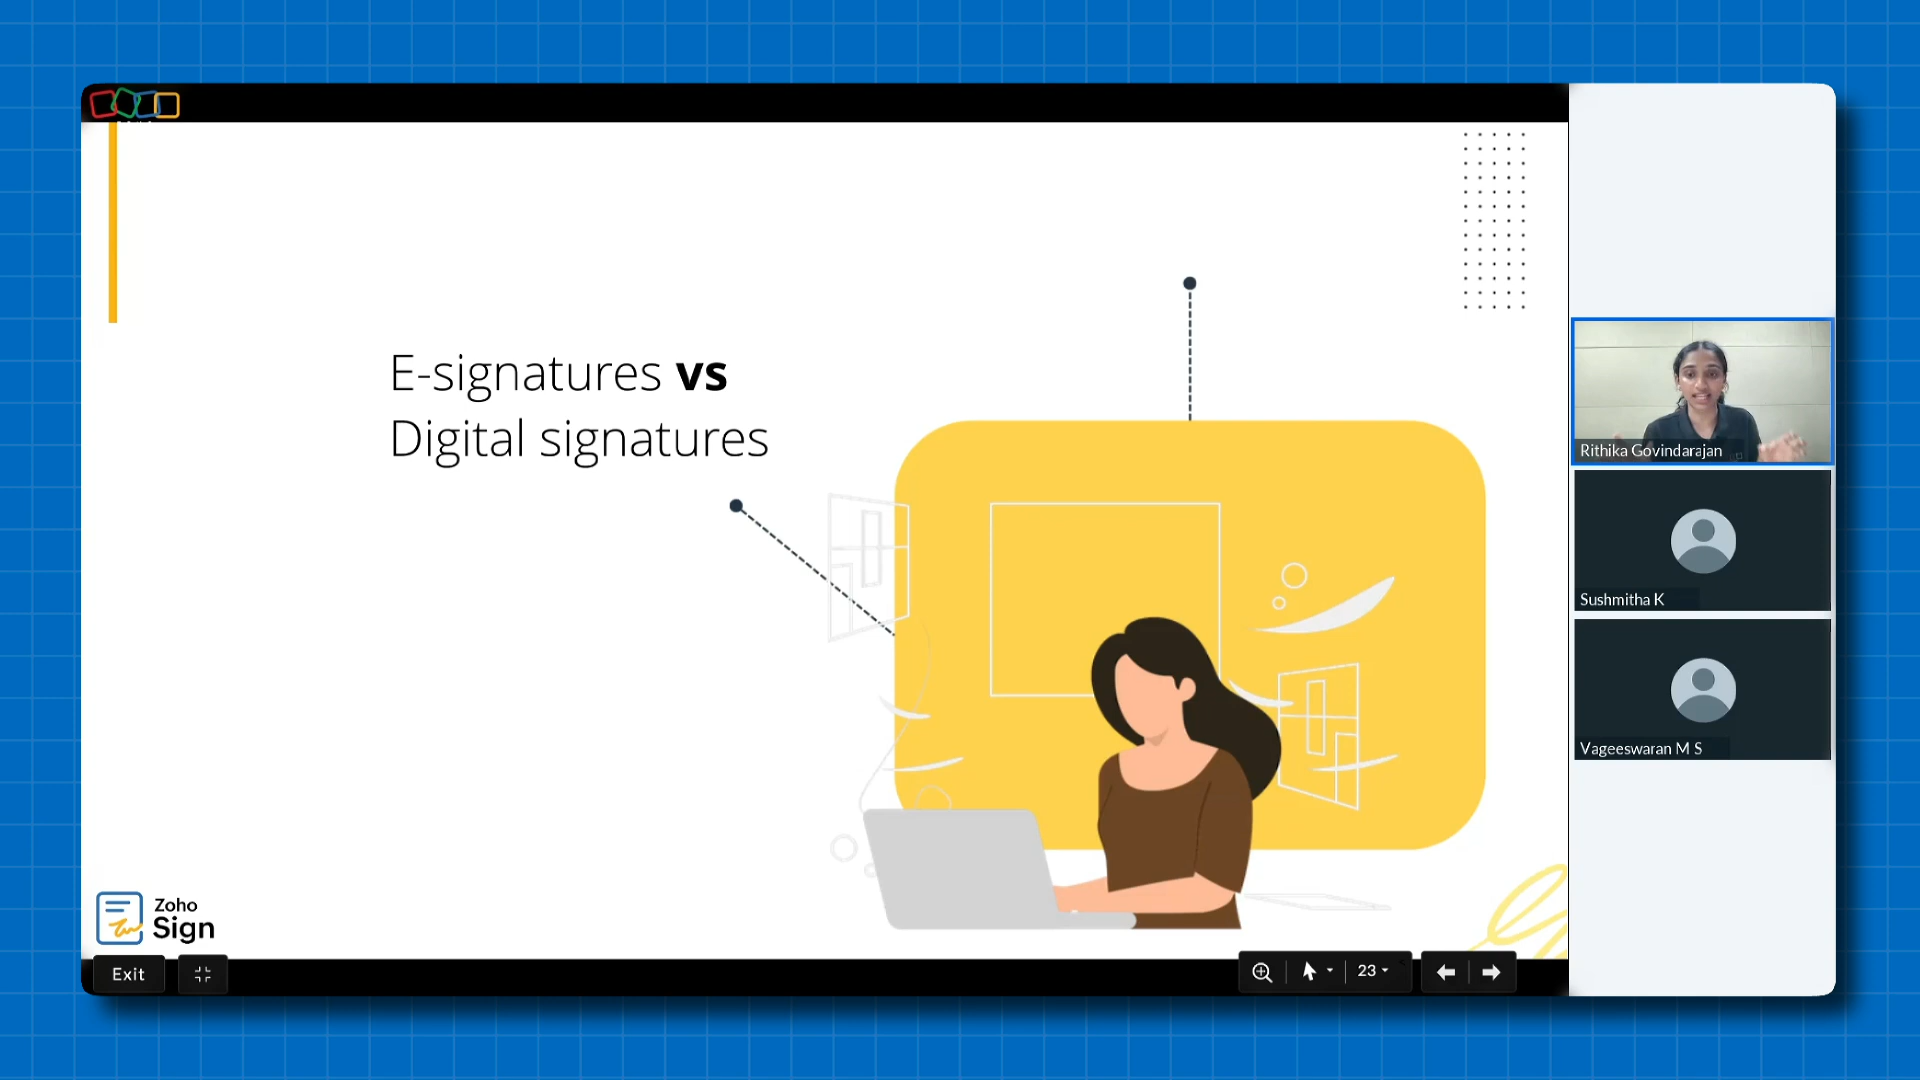 E-signatures vs
Digital signatures
Zoho
Sign
Exit
23
Rithika Govindarajan
Sushmitha K
Vageeswaran M S